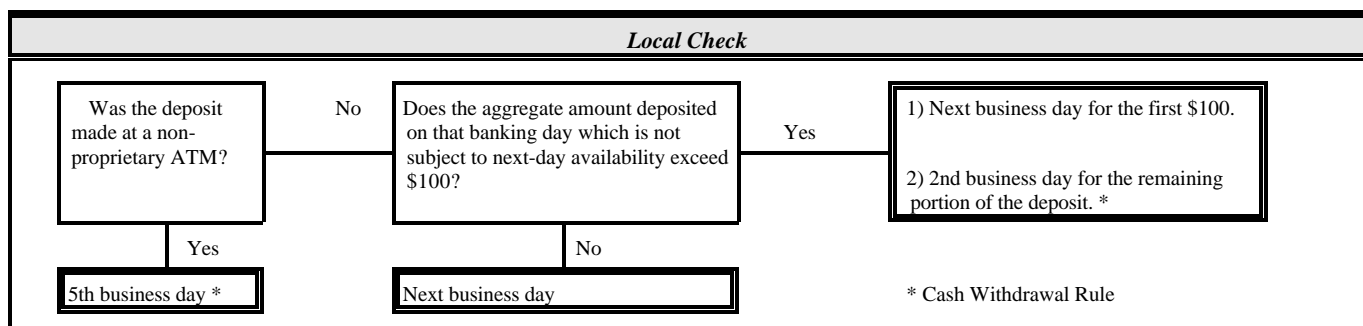 Local Check
Was the deposit
made at a non-
proprietary ATM?
No
Does the aggregate amount deposited
on that banking day which is not
subject to next-day availability exceed
$100?
Yes
1) Next business day for the first $100.
2) 2nd business day for the remaining
portion of the deposit. *
Yes
No
5th business day *
Next business day
* Cash Withdrawal Rule